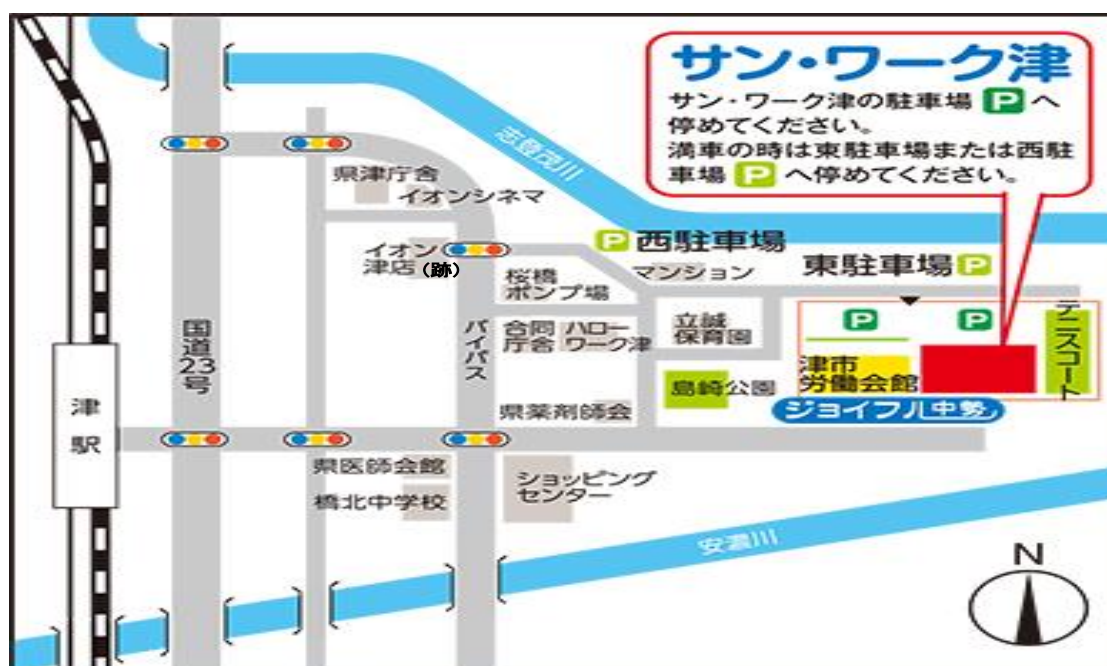 サン・ワーク津
サン・ワーク津の駐車場 P へ
停めてください。
満車の時は東駐車場または西駐
車場 P へ停めてください。
志登茂川
県津庁舎
イオンシネマ
イオン
津店(跡)
P 西駐車場
マンション
東駐車場 P
桜橋
ポンプ場
合同
庁舎
ハロー
ワーク津
立誠
保育園
P
P
テニスコート
国道23号
バイパス
津市
労働会館
島崎公園
ジョイフル中勢
県薬剤師会
津駅
県医師会館
橋北中学校
ショッピング
センター
安濃川
N